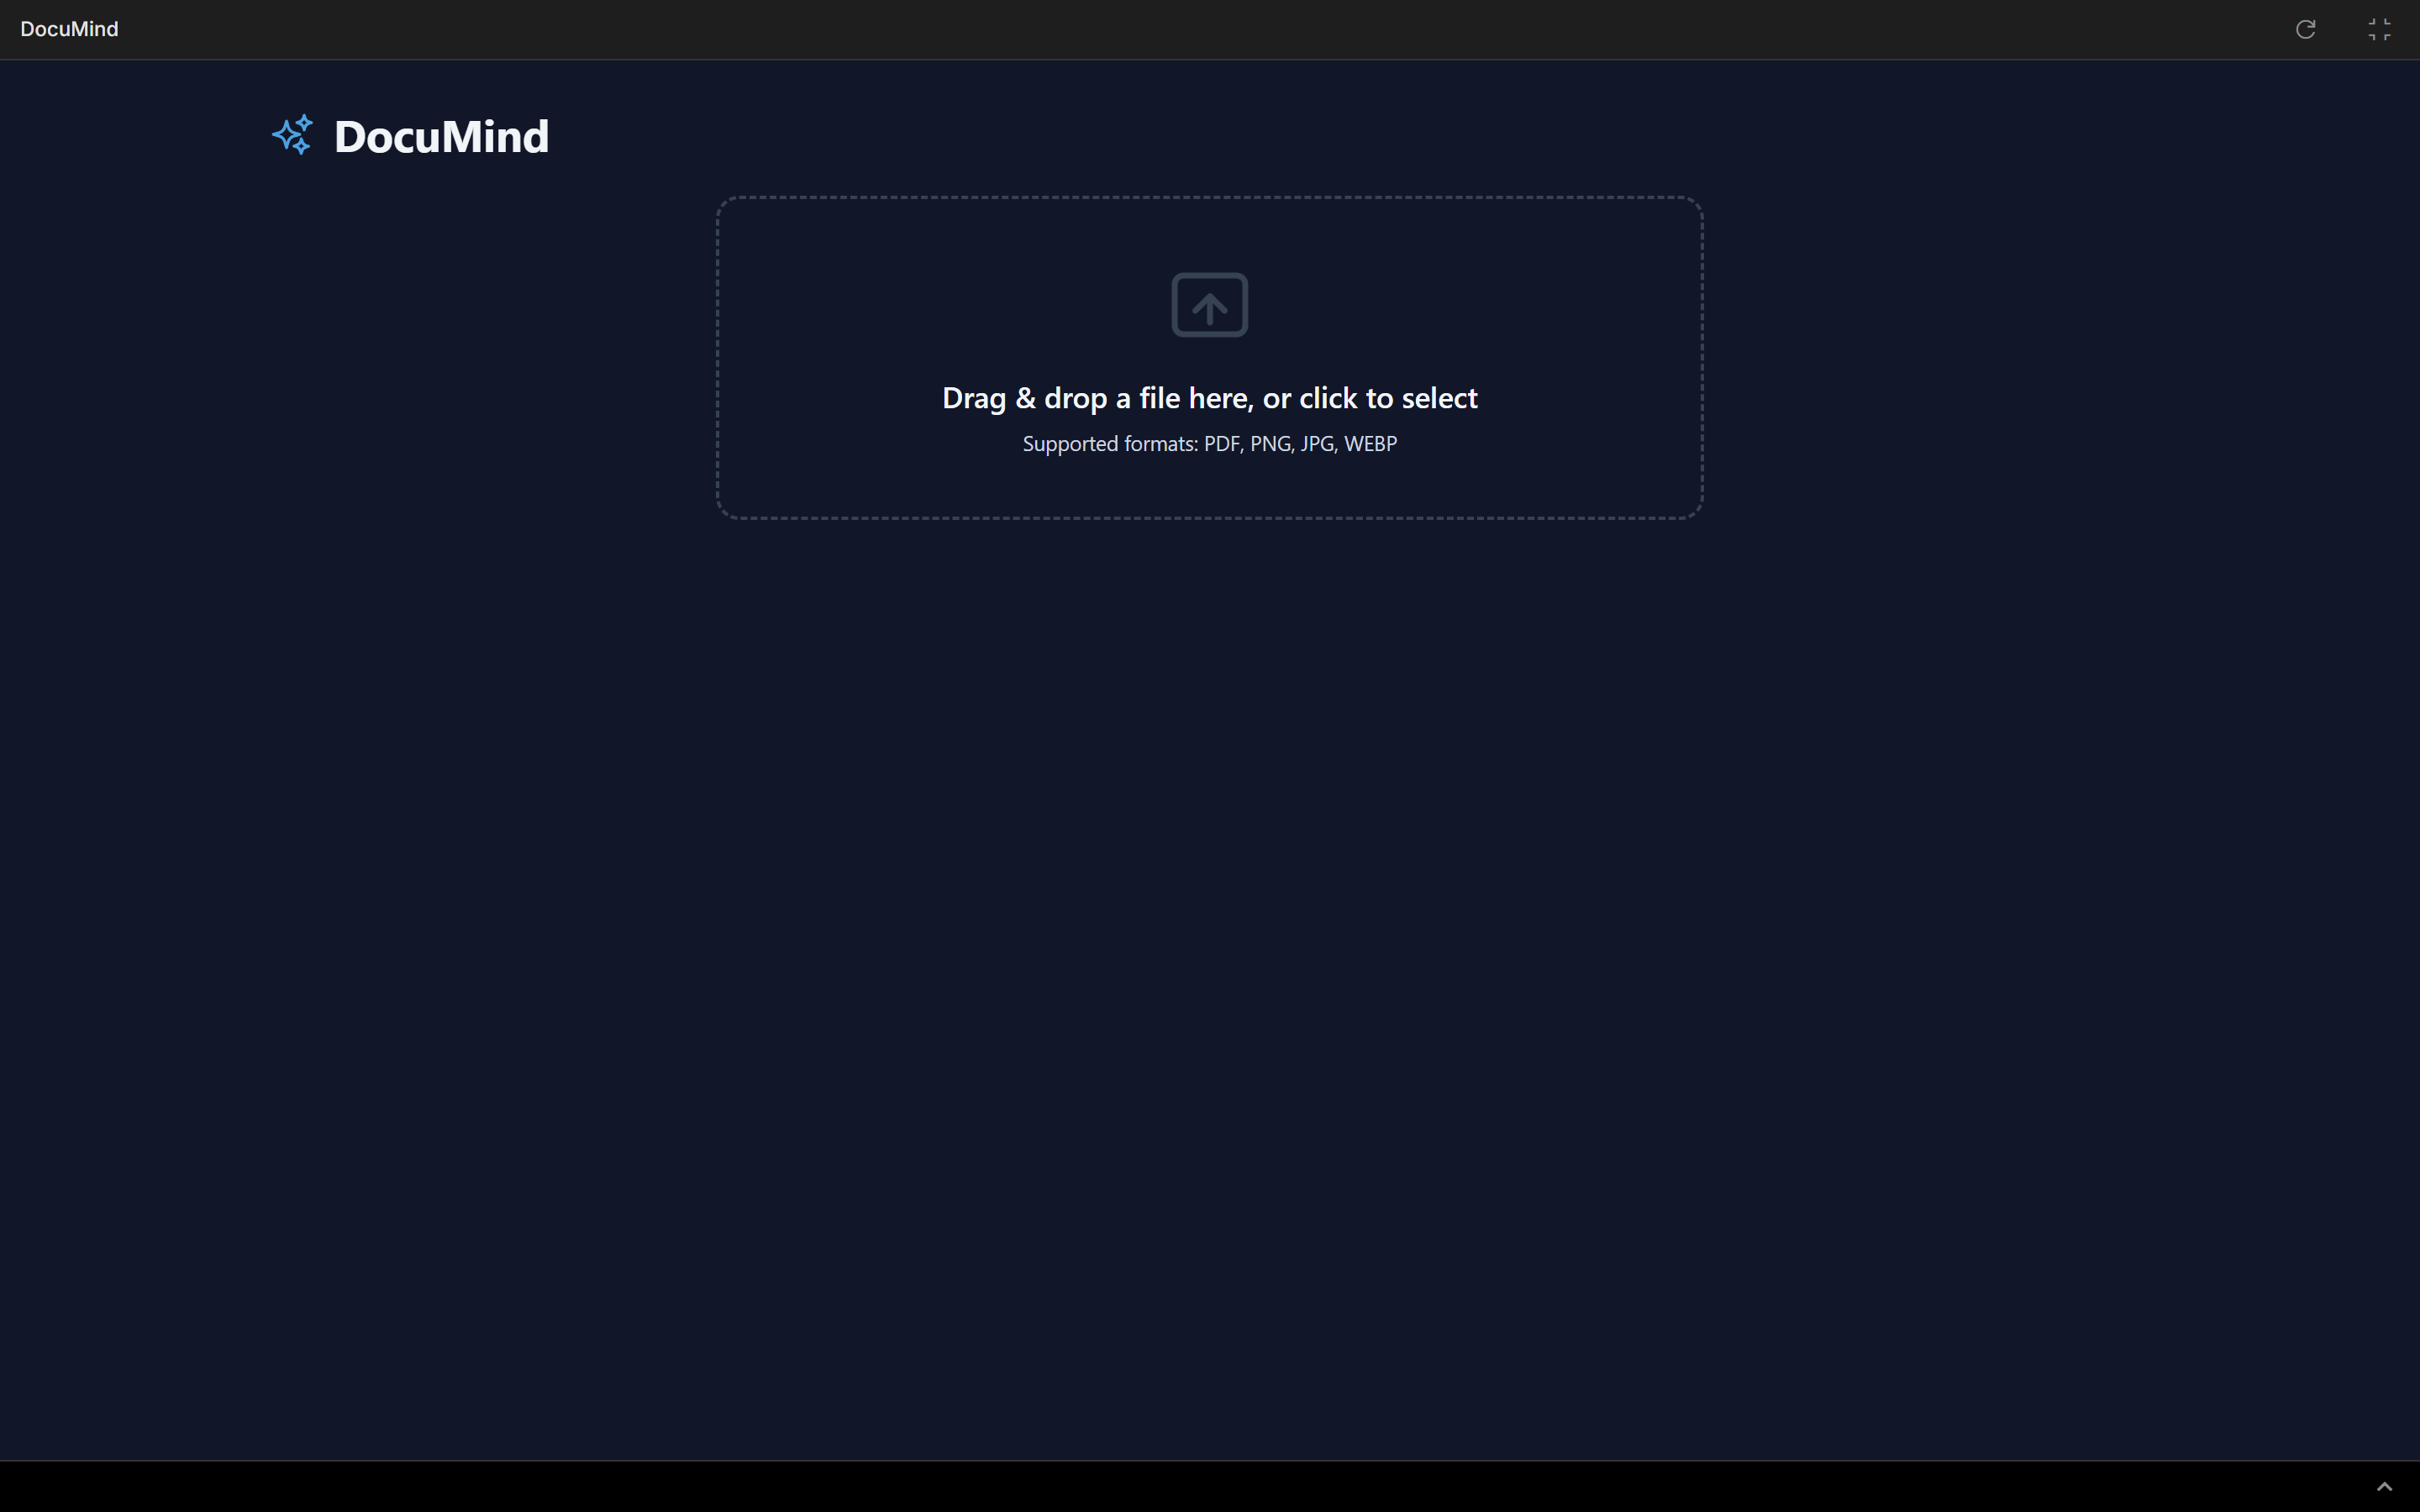 DocuMind
DocuMind
Drag & drop a file here, or click to select
Supported formats: PDF, PNG, JPG, WEBP